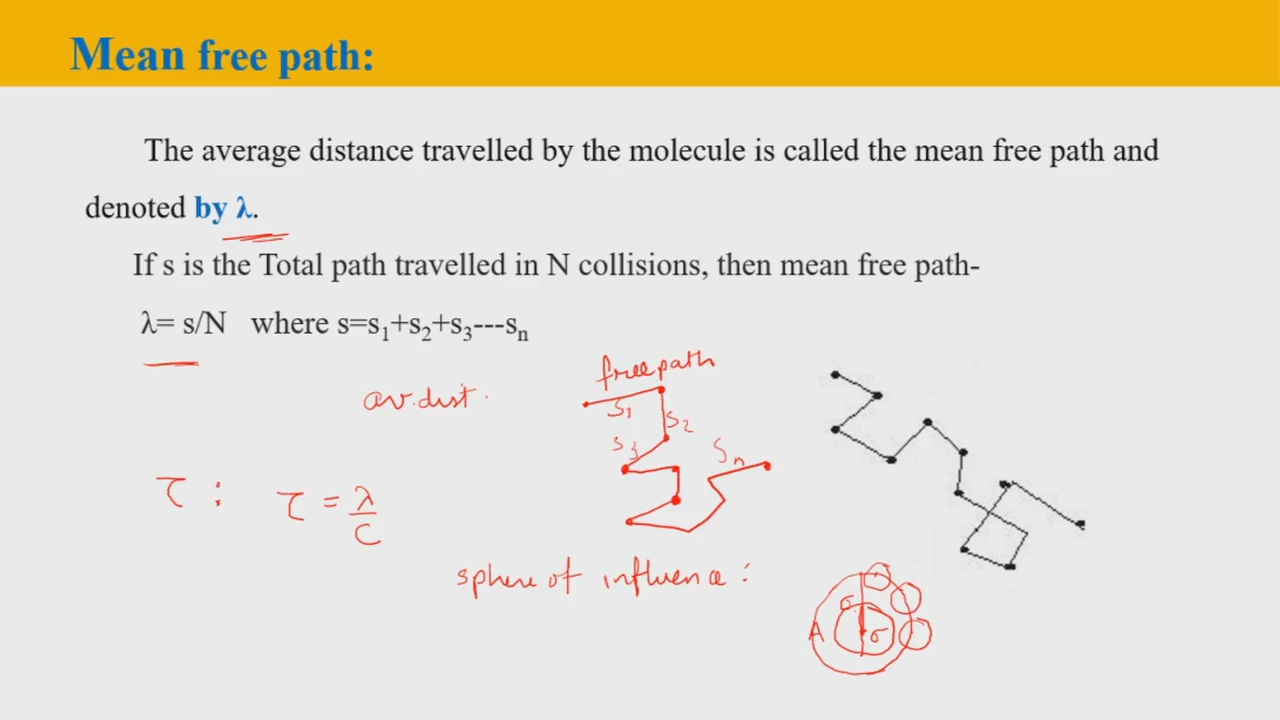 Mean free path:
The average distance travelled by the molecule is called the mean free path and
denoted by λ.
If s is the Total path travelled in N collisions, then mean free path-
λ= s/N where s=s₁+s₂+s₃---sₙ
free path
av. dist.
S₁
S₂
S₃
Sₙ
τ : τ = λ/C
sphere of influence :
σ
A
σ